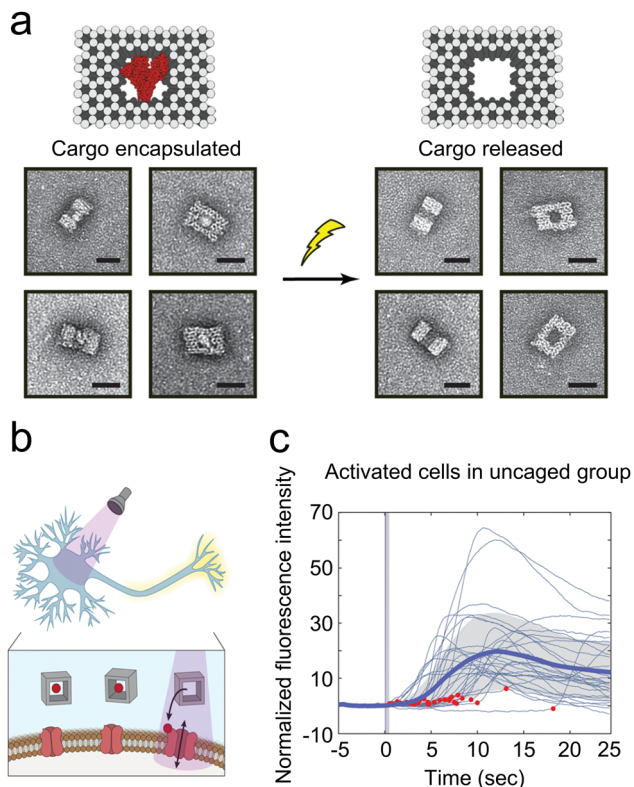 a
Cargo encapsulated
Cargo released
b
c
Activated cells in uncaged group
Normalized fluorescence intensity
70
50
30
10
-10
-5
0
5
10
15
20
25
Time (sec)